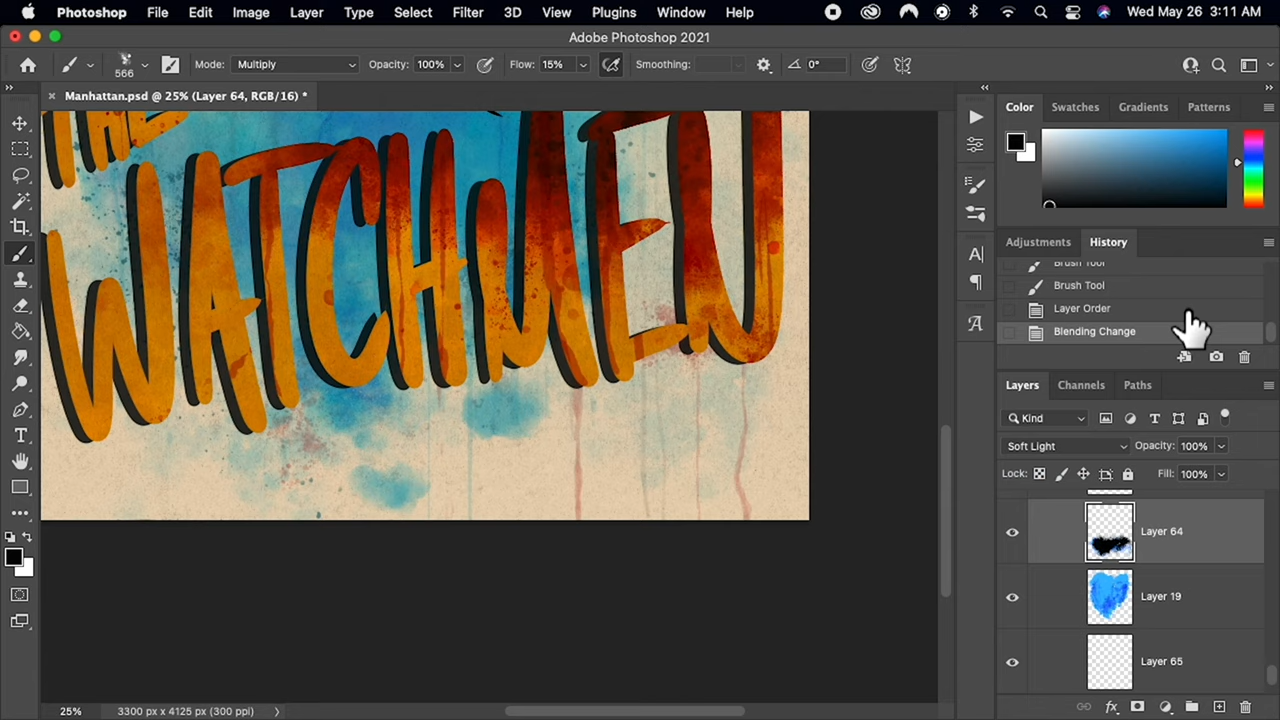 Photoshop File Edit Image Layer Type Select Filter 3D View Plugins Window Help Wed May 26 3:11 AM
Adobe Photoshop 2021
566 Mode: Multiply Opacity: 100% Flow: 15% Smoothing: 0°
× Manhattan.psd @ 25% (Layer 64, RGB/16) *
Color Swatches Gradients Patterns
THE
WATCHMEN
Adjustments History
Brush Tool
Brush Tool
Layer Order
Blending Change
Layers Channels Paths
Kind
Soft Light Opacity: 100%
Lock: Fill: 100%
Layer 64
Layer 19
Layer 65
25% 3300 px x 4125 px (300 ppi)